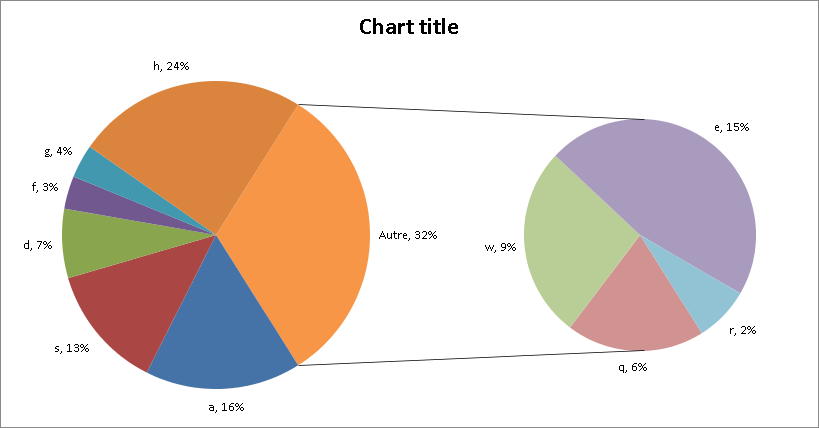 Chart title
h, 24%
g, 4%
f, 3%
d, 7%
s, 13%
a, 16%
Autre, 32%
e, 15%
w, 9%
r, 2%
q, 6%